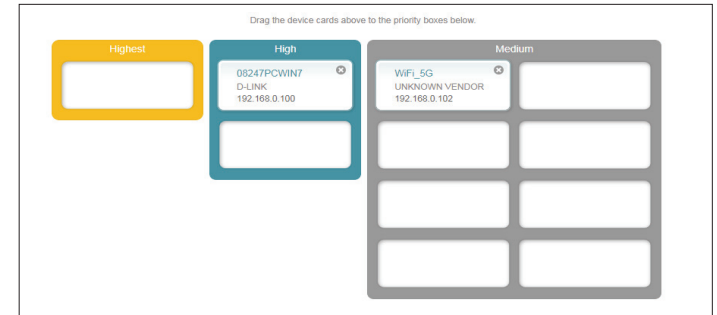 Drag the device cards above to the priority boxes below.
Highest
High
Medium
08247PCWIN7
D-LINK
192.168.0.100
WiFi_5G
UNKNOWN VENDOR
192.168.0.102